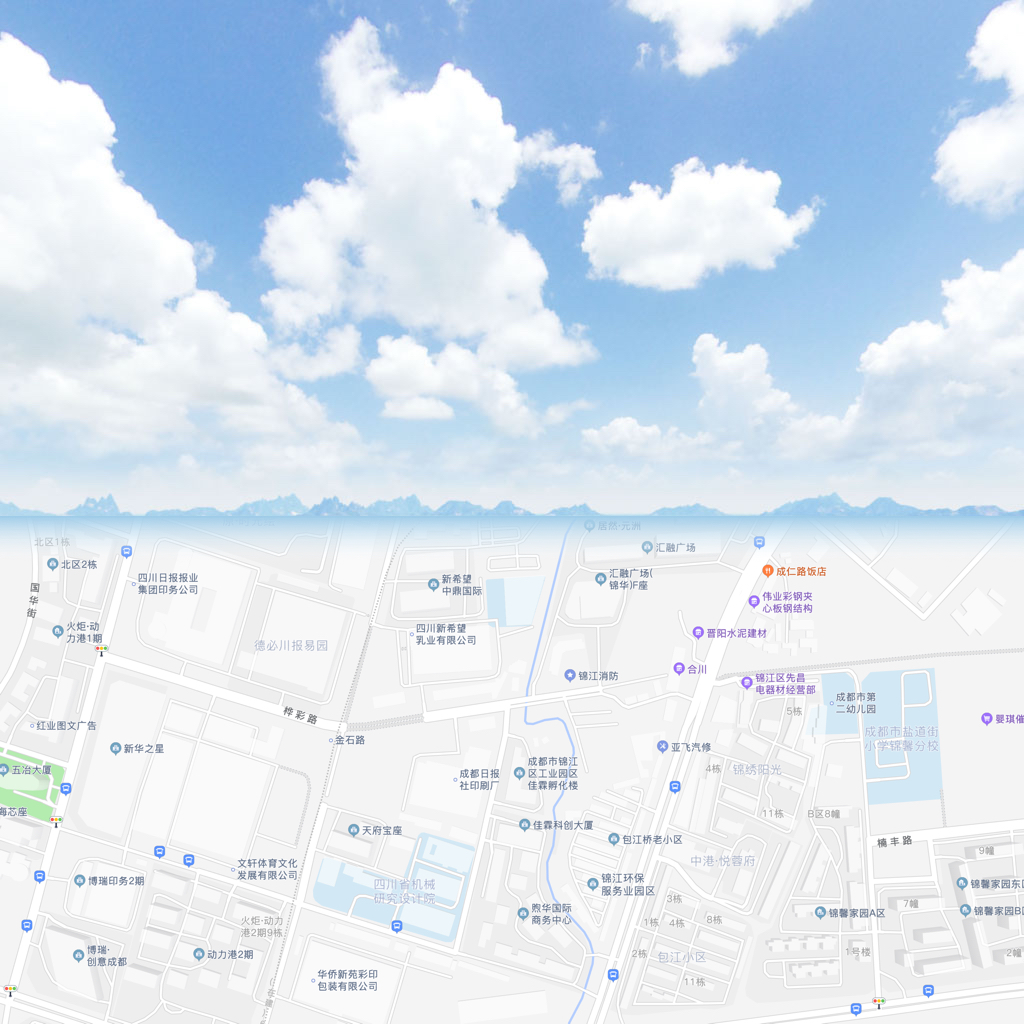 居然·元洲
北区1栋
汇融广场
北区2栋
成仁路饭店
四川日报报业
集团印务公司
新希望
中鼎国际
汇融广场(
锦华)F座
国华街
伟业彩钢夹
心板钢结构
火炬·动
力港1期
四川新希望
乳业有限公司
晋阳水泥建材
德必川报易园
合川
锦江消防
锦江区先昌
电器材经营部
成都市第
二幼儿园
5栋
桦彩路
婴琪催
红业图文广告
成都市盐道街
小学锦馨分校
金石路
新华之星
亚飞汽修
五冶大厦
成都日报
社印刷厂
成都市锦江
区工业园区
佳霖孵化楼
4栋
锦绣阳光
海芯座
11栋
B区8幢
天府宝座
佳霖科创大厦
包江桥老小区
橡丰路
9幢
中港·悦蓉府
文轩体育文化
发展有限公司
博瑞印务2期
四川省机械
研究设计院
锦江环保
服务业园区
锦馨家园东区
3栋
7幢
煦华国际
商务中心
锦馨家园A区
锦馨家园B区
火炬·动力
港2期9栋
1栋
4栋
8栋
博瑞·
创意成都
动力港2期
2栋
包江小区
1号楼
2幢
华侨新苑彩印
包装有限公司
11栋